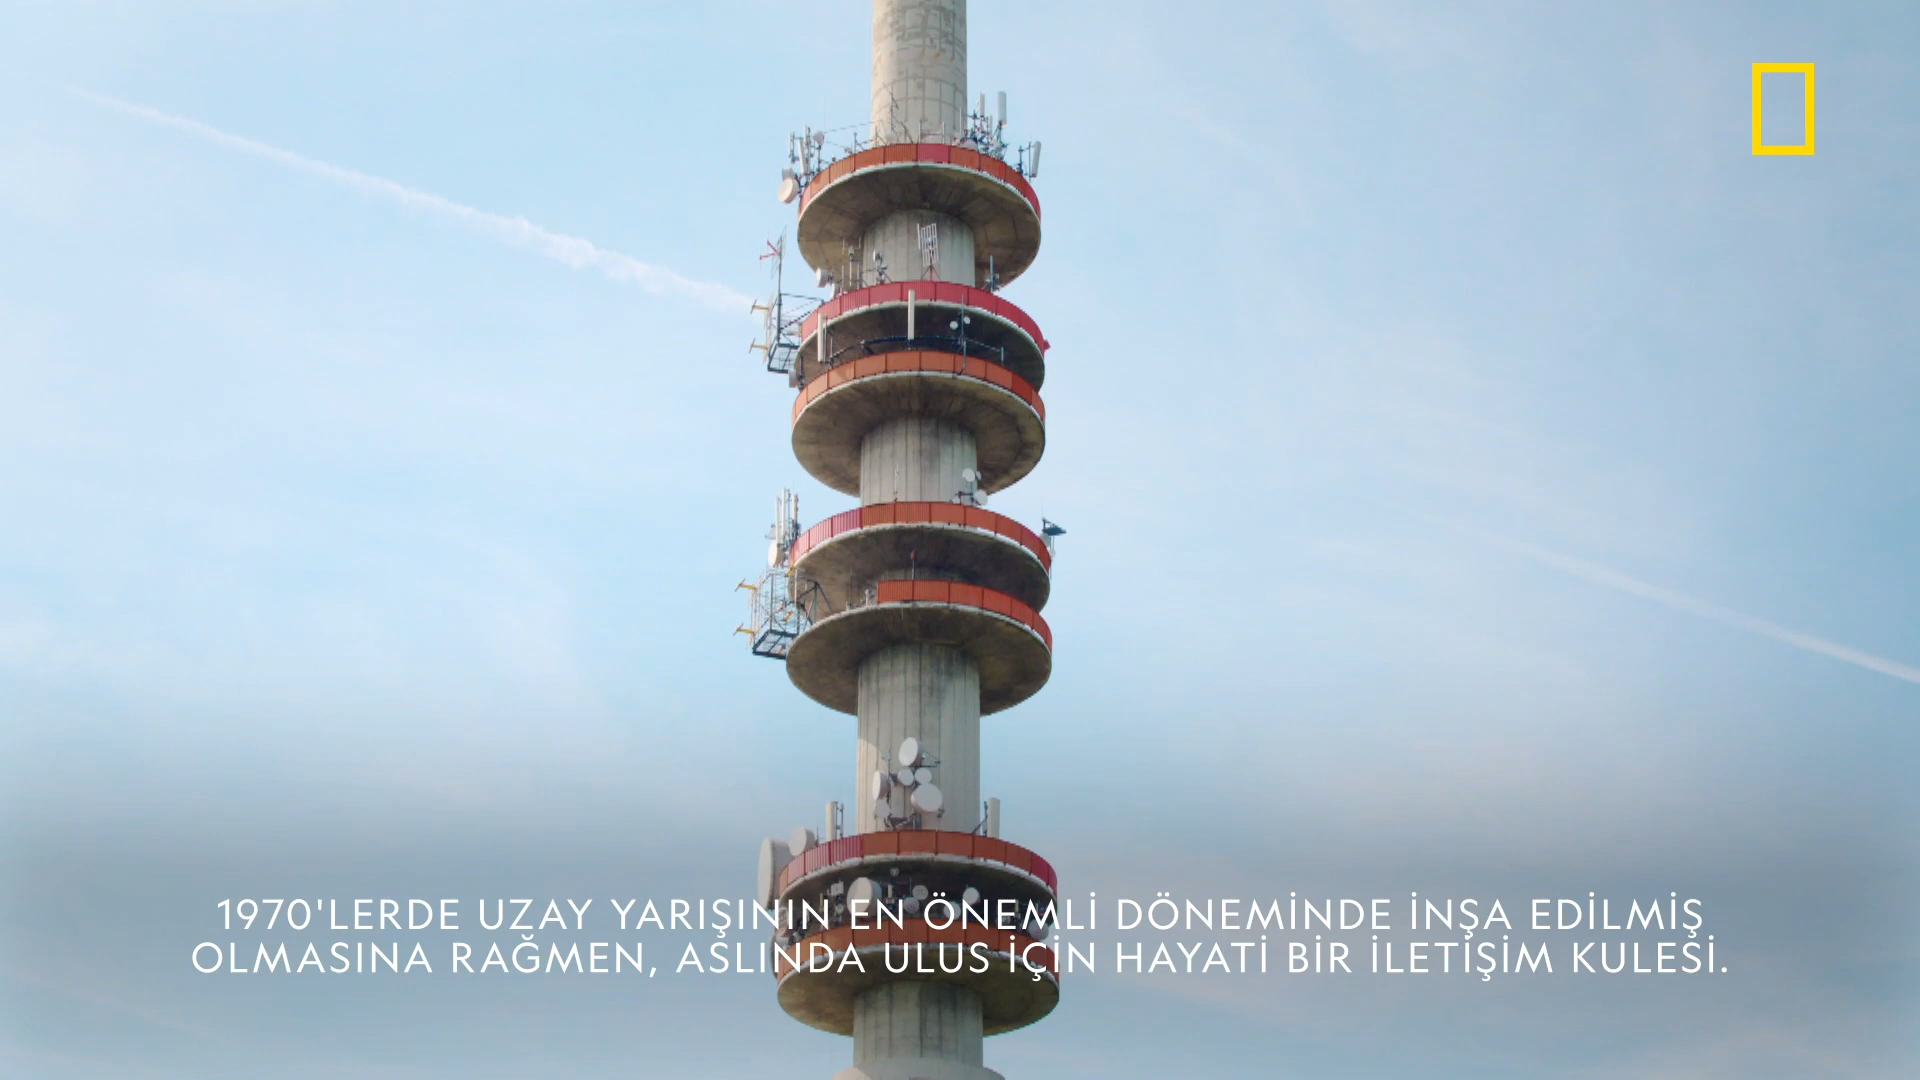 1970'LERDE UZAY YARIŞININ EN ÖNEMLİ DÖNEMİNDE İNŞA EDİLMİŞ
OLMASINA RAĞMEN, ASLINDA ULUS İÇİN HAYATİ BİR İLETİŞİM KULESİ.